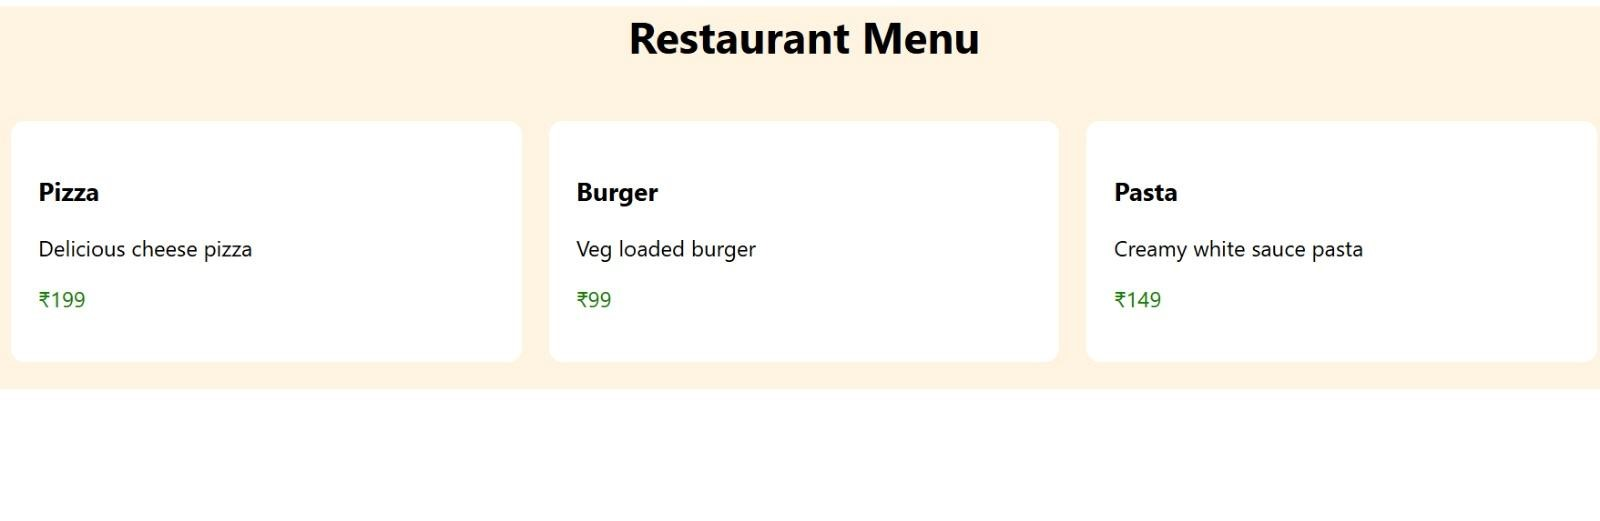 Restaurant Menu
Pizza
Delicious cheese pizza
₹199
Burger
Veg loaded burger
₹99
Pasta
Creamy white sauce pasta
₹149